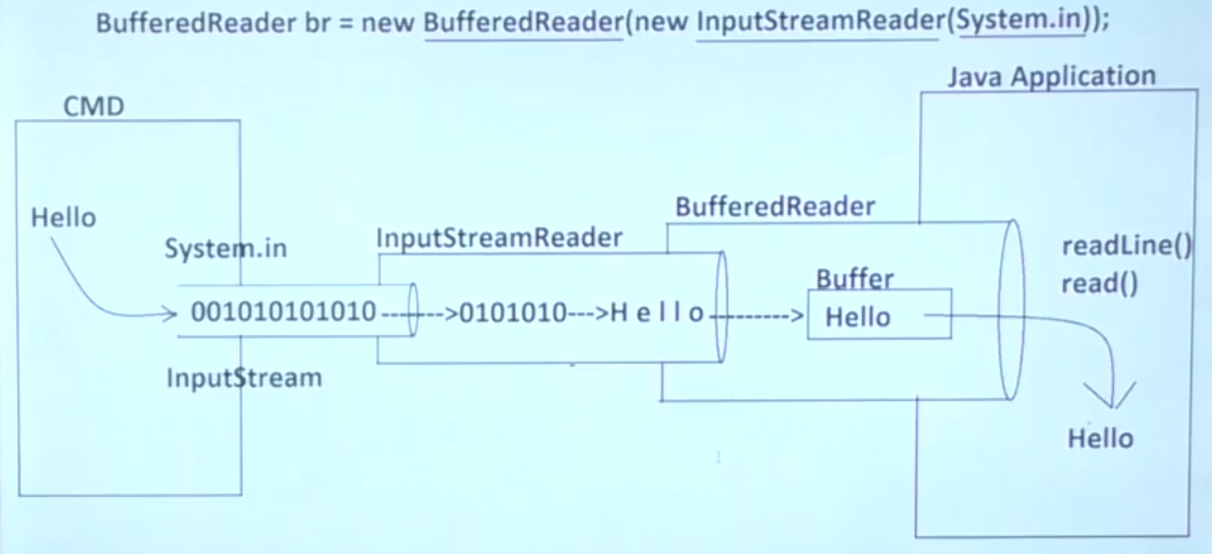 BufferedReader br = new BufferedReader(new InputStreamReader(System.in));
Java Application
CMD
Hello
System.in
InputStreamReader
BufferedReader
readLine()
read()
Buffer
001010101010------->0101010--->H e l l o--------->
Hello
InputStream
Hello